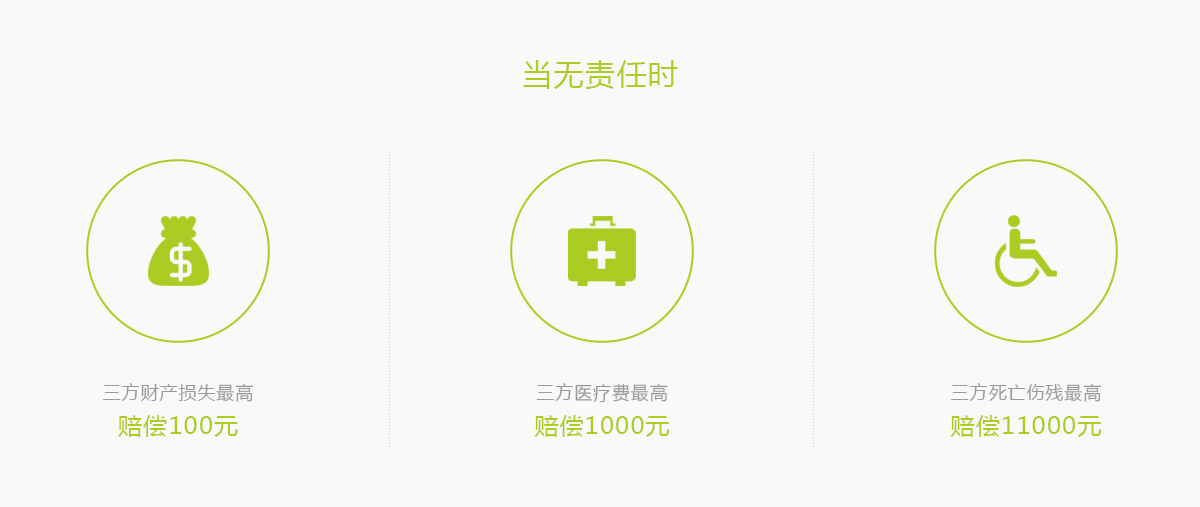 当无责任时
三方财产损失最高
赔偿100元
三方医疗费最高
赔偿1000元
三方死亡伤残最高
赔偿11000元